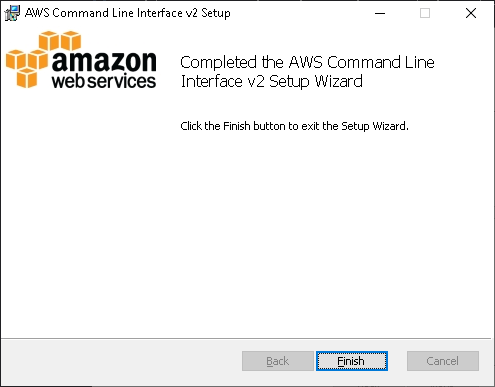 AWS Command Line Interface v2 Setup
amazon
webservices
Completed the AWS Command Line
Interface v2 Setup Wizard
Click the Finish button to exit the Setup Wizard.
Back
Finish
Cancel